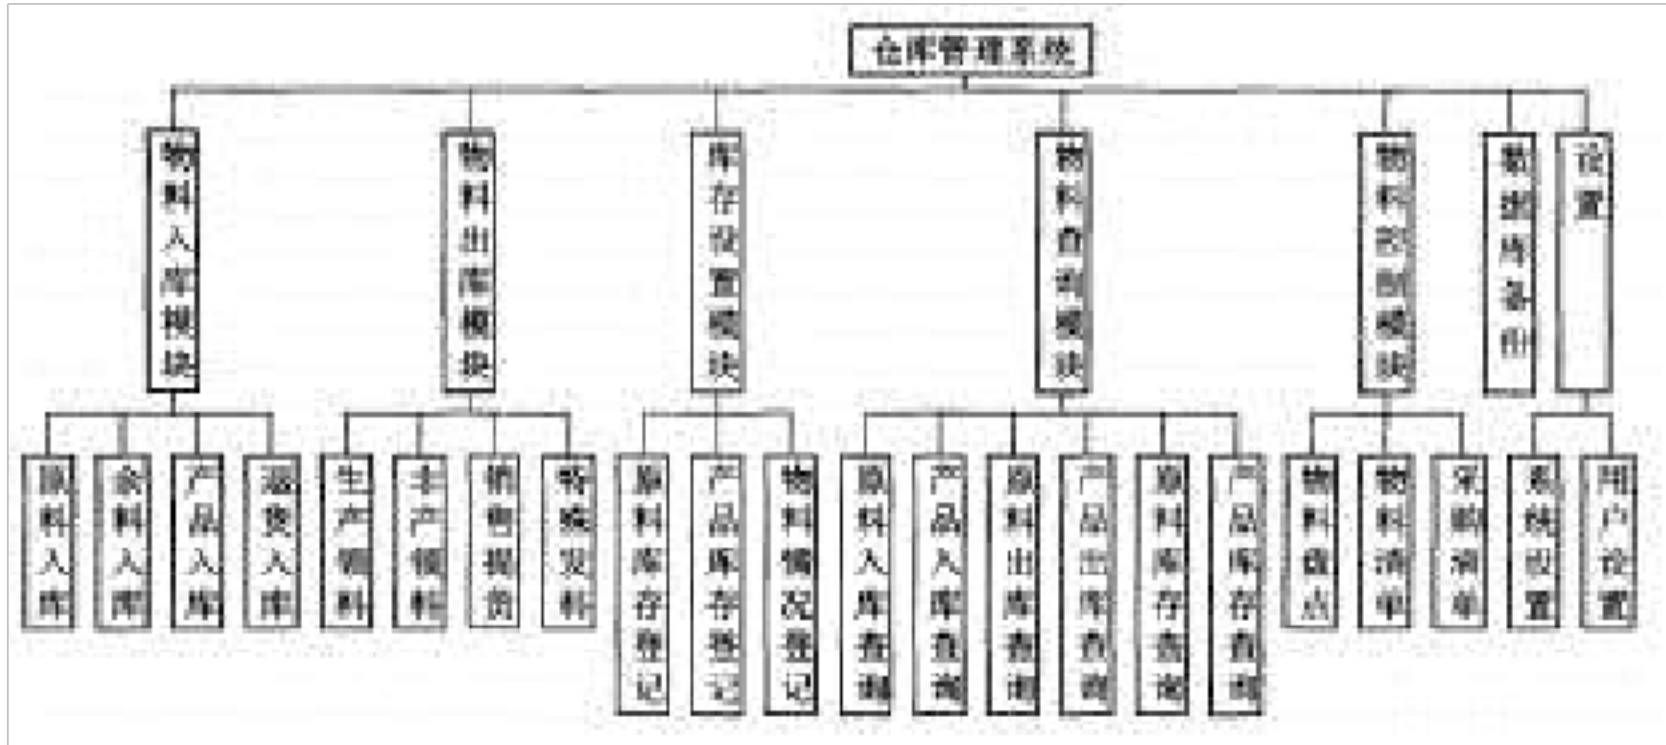 仓库管理系统
物料入库模块
物料出库模块
库存设置模块
物料查询模块
物料控制模块
数据库备份
设置
原料入库
余料入库
产品入库
退货入库
生产领料
非生产领料
销售提货
特殊发料
原料库存登记
产品库存登记
物料情况登记
原料入库查询
产品入库查询
原料出库查询
产品出库查询
原料库存查询
产品库存查询
物料盘点
物料清单
采购清单
系统设置
用户设置